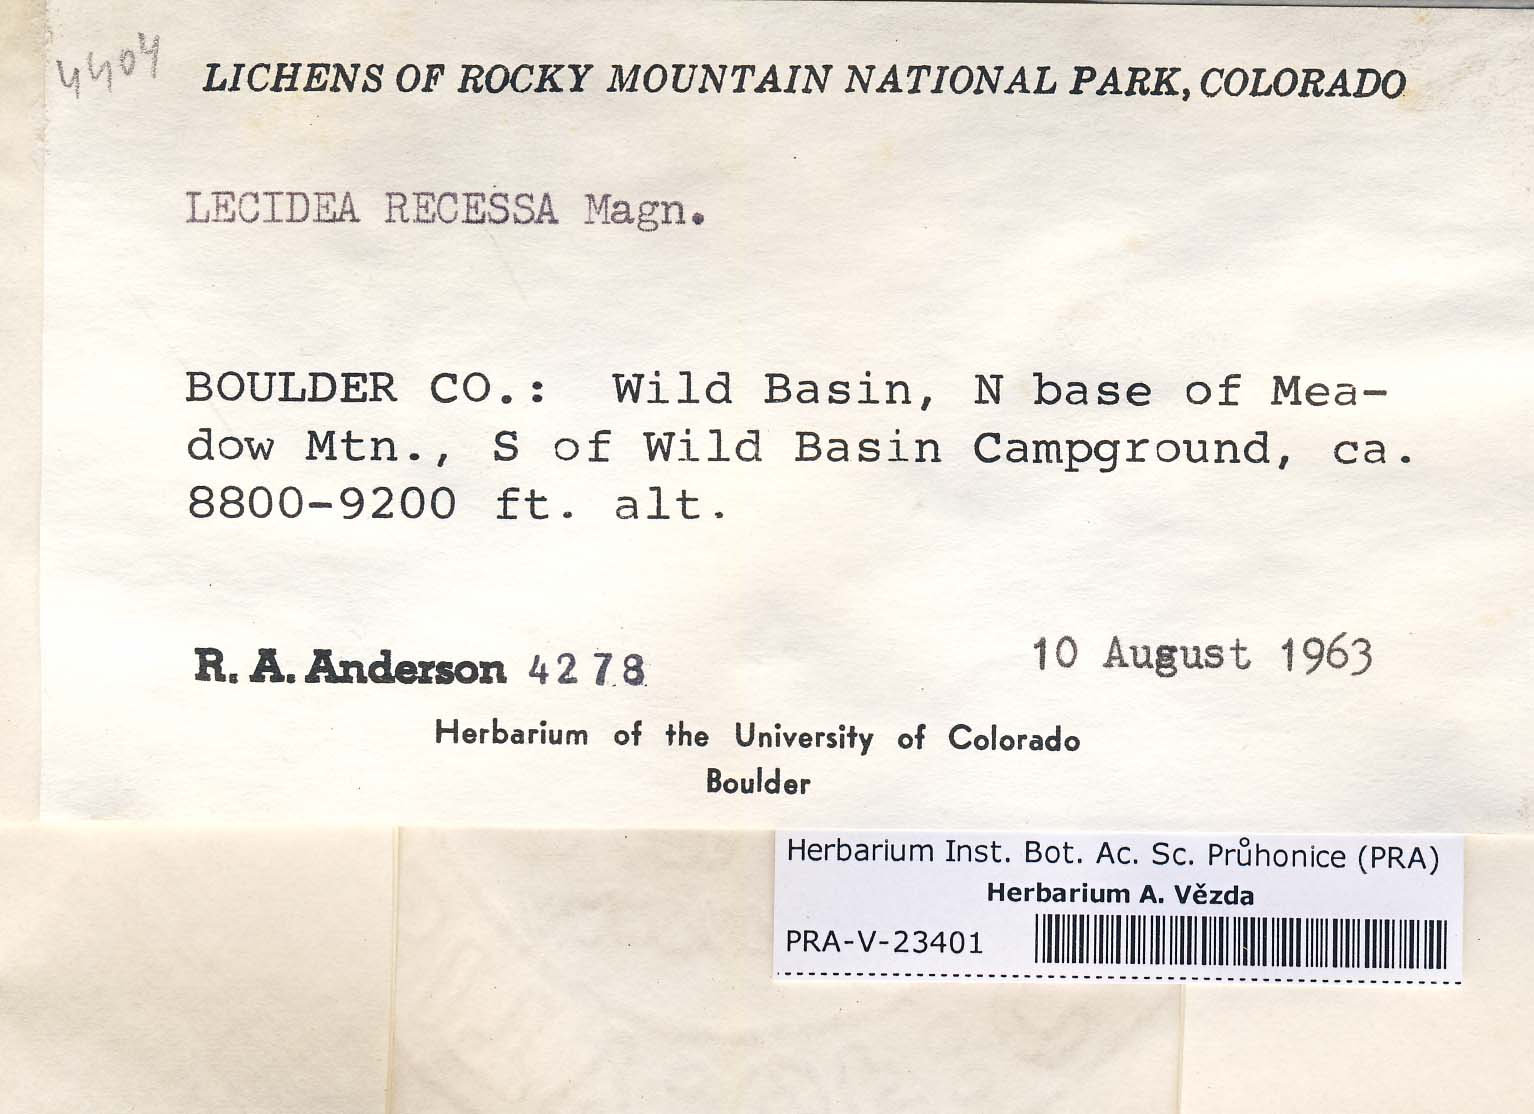 4404
LICHENS OF ROCKY MOUNTAIN NATIONAL PARK, COLORADO
LECIDEA RECESSA Magn.
BOULDER CO.: Wild Basin, N base of Mea-
dow Mtn., S of Wild Basin Campground, ca.
8800-9200 ft. alt.
R. A. Anderson 4278
10 August 1963
Herbarium of the University of Colorado
Boulder
Herbarium Inst. Bot. Ac. Sc. Průhonice (PRA)
Herbarium A. Vězda
PRA-V-23401